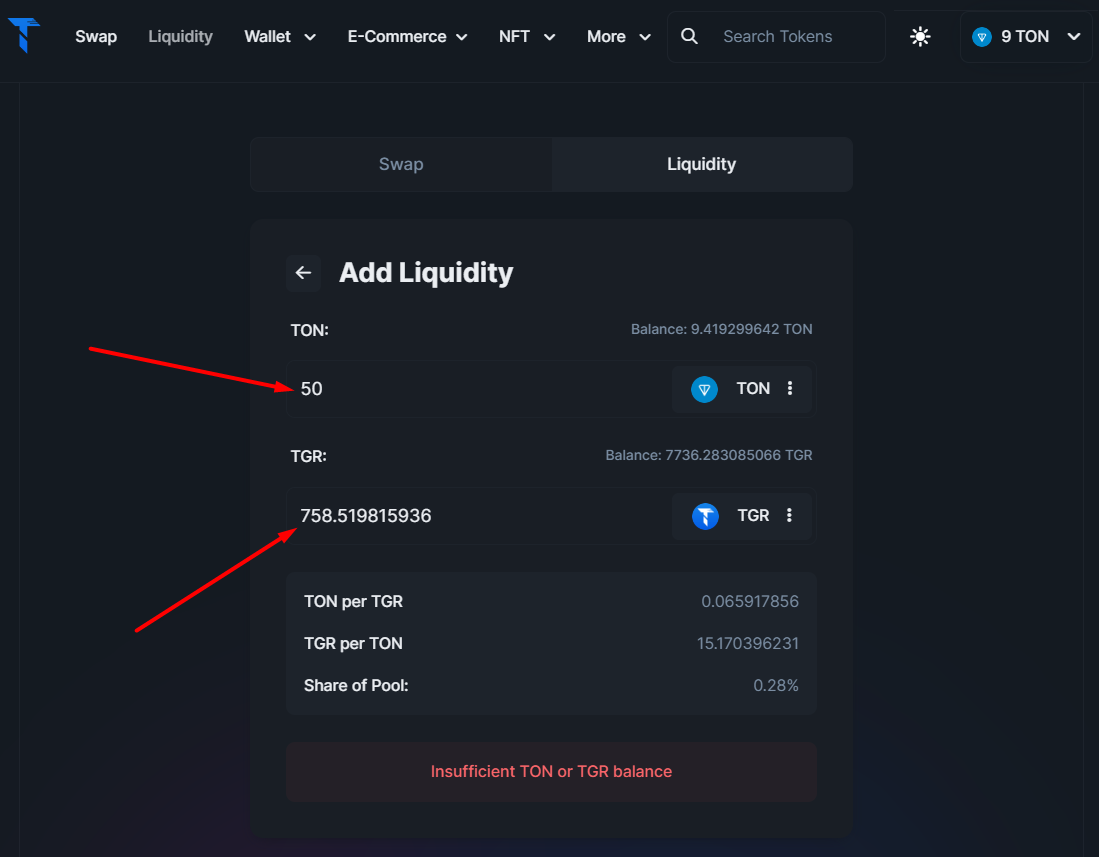 Swap Liquidity Wallet E-Commerce NFT More Search Tokens 9 TON
Swap Liquidity
Add Liquidity
TON: Balance: 9.419299642 TON
50 TON
TGR: Balance: 7736.283085066 TGR
758.519815936 TGR
TON per TGR 0.065917856
TGR per TON 15.170396231
Share of Pool: 0.28%
Insufficient TON or TGR balance